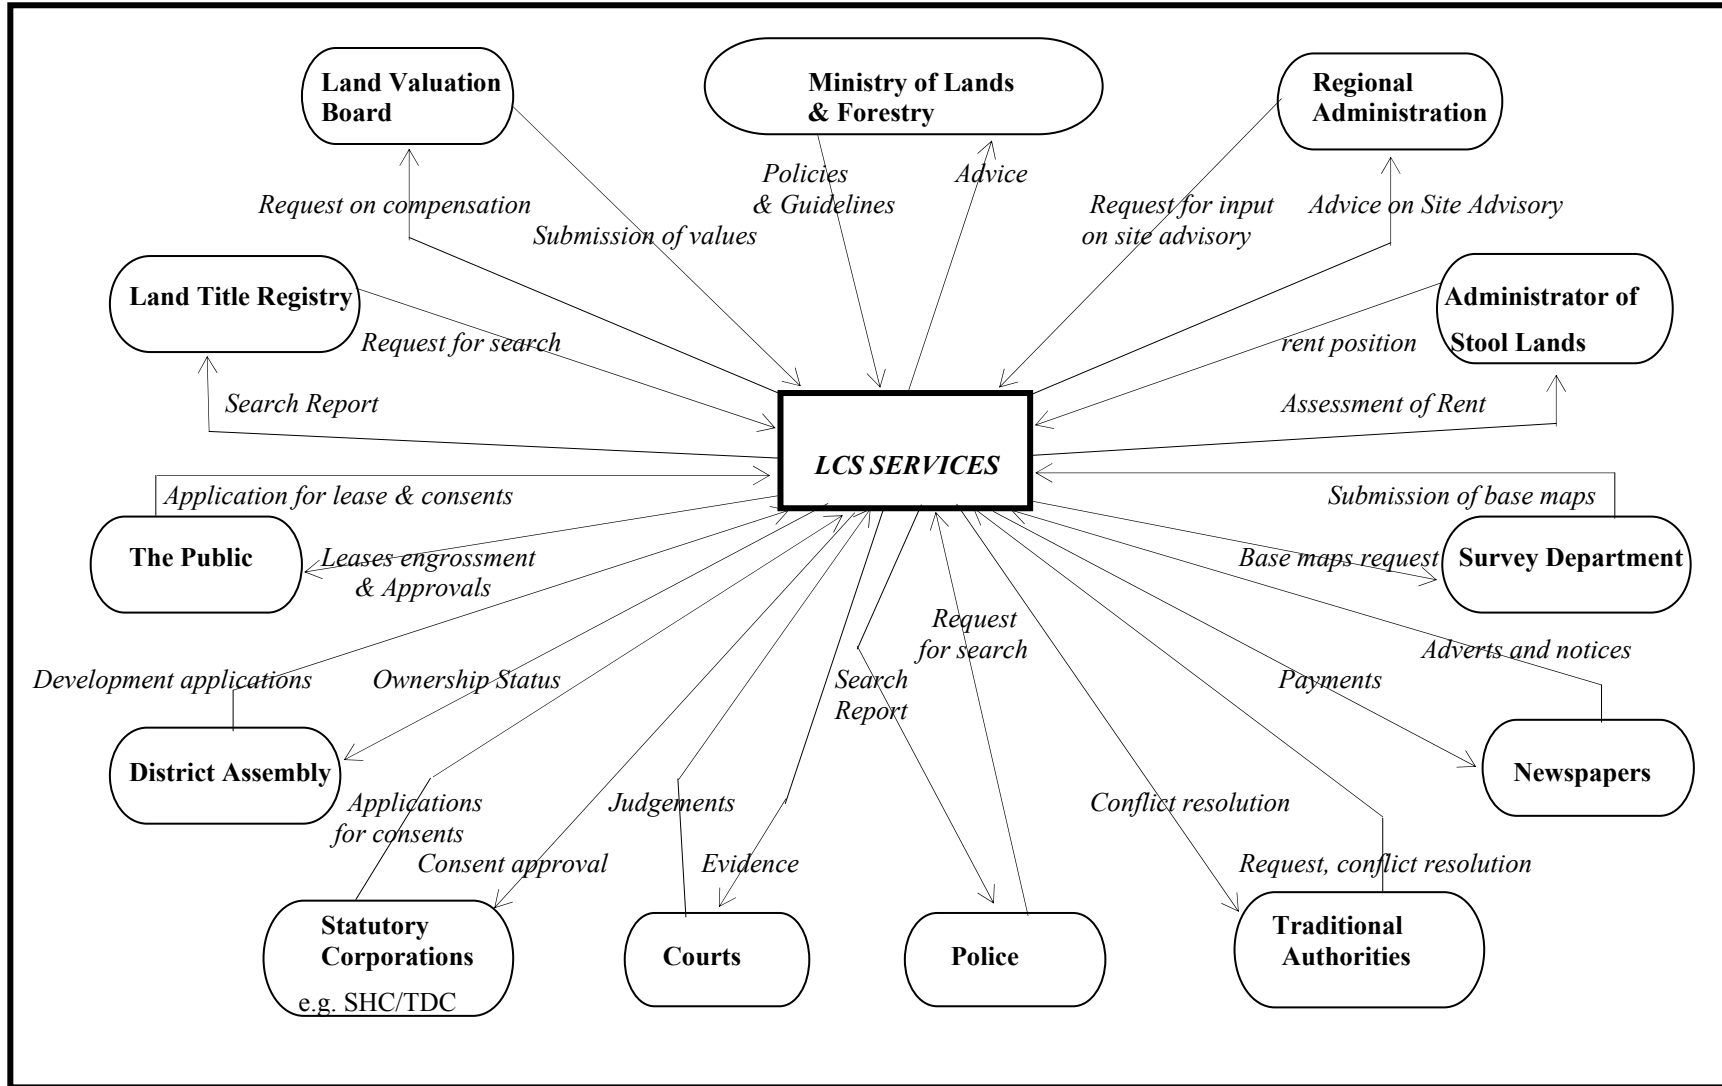 Land Valuation
Board
Ministry of Lands
& Forestry
Regional
Administration
Policies
& Guidelines
Advice
Request on compensation
Submission of values
Request for input
on site advisory
Advice on Site Advisory
Land Title Registry
Administrator of
Stool Lands
Request for search
rent position
Search Report
Assessment of Rent
LCS SERVICES
Application for lease & consents
Submission of base maps
The Public
Leases engrossment
& Approvals
Base maps request
Survey Department
Request
for search
Development applications
Ownership Status
Search
Report
Adverts and notices
Payments
District Assembly
Newspapers
Applications
for consents
Judgements
Conflict resolution
Consent approval
Evidence
Request, conflict resolution
Statutory
Corporations
e.g. SHC/TDC
Courts
Police
Traditional
Authorities